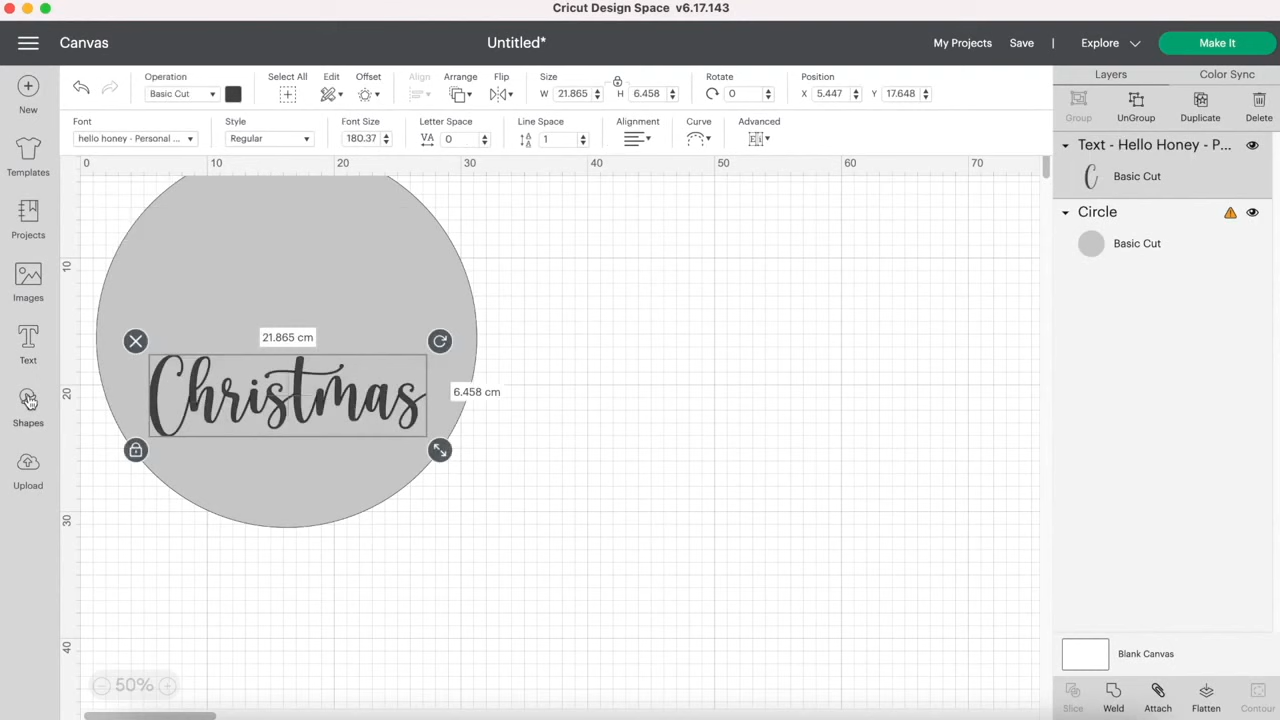 Cricut Design Space v6.17.143
Canvas
Untitled*
My Projects Save | Explore Make It
Operation Select All Edit Offset Align Arrange Flip Size Rotate Position
Basic Cut W 21.865 H 6.458 0 X 5.447 Y 17.648
Font Style Font Size Letter Space Line Space Alignment Curve Advanced
hello honey - Personal ... Regular 180.37 VA 0 1
New
Templates
Projects
Images
Text
Shapes
Upload
0 10 20 30 40 50 60 70
10
20
30
40
21.865 cm
6.458 cm
Christmas
50%
Layers Color Sync
Group UnGroup Duplicate Delete
Text - Hello Honey - P...
C Basic Cut
Circle
Basic Cut
Blank Canvas
Slice Weld Attach Flatten Contour